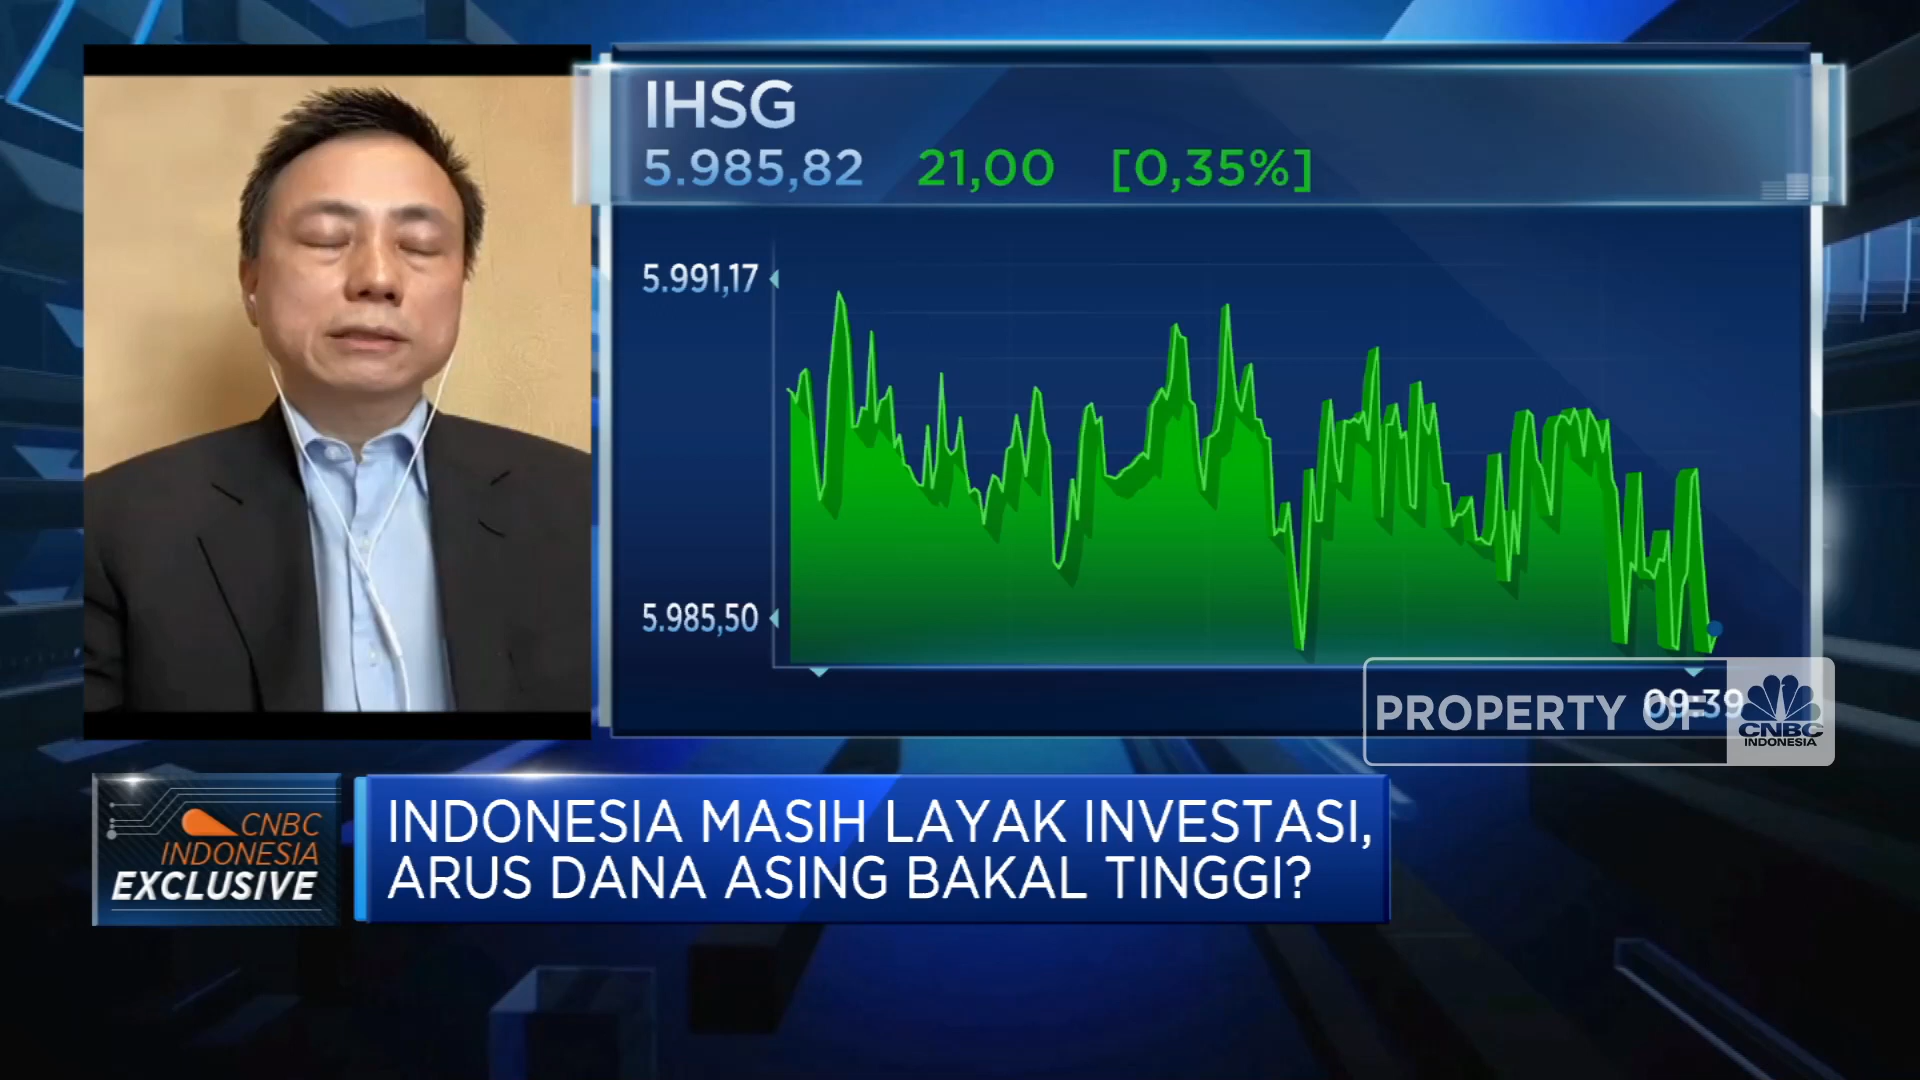 IHSG
5.985,82 21,00 [0,35%]
5.991,17
5.985,50
09:39
PROPERTY OF
CNBC
INDONESIA
CNBC
INDONESIA
EXCLUSIVE
INDONESIA MASIH LAYAK INVESTASI,
ARUS DANA ASING BAKAL TINGGI?